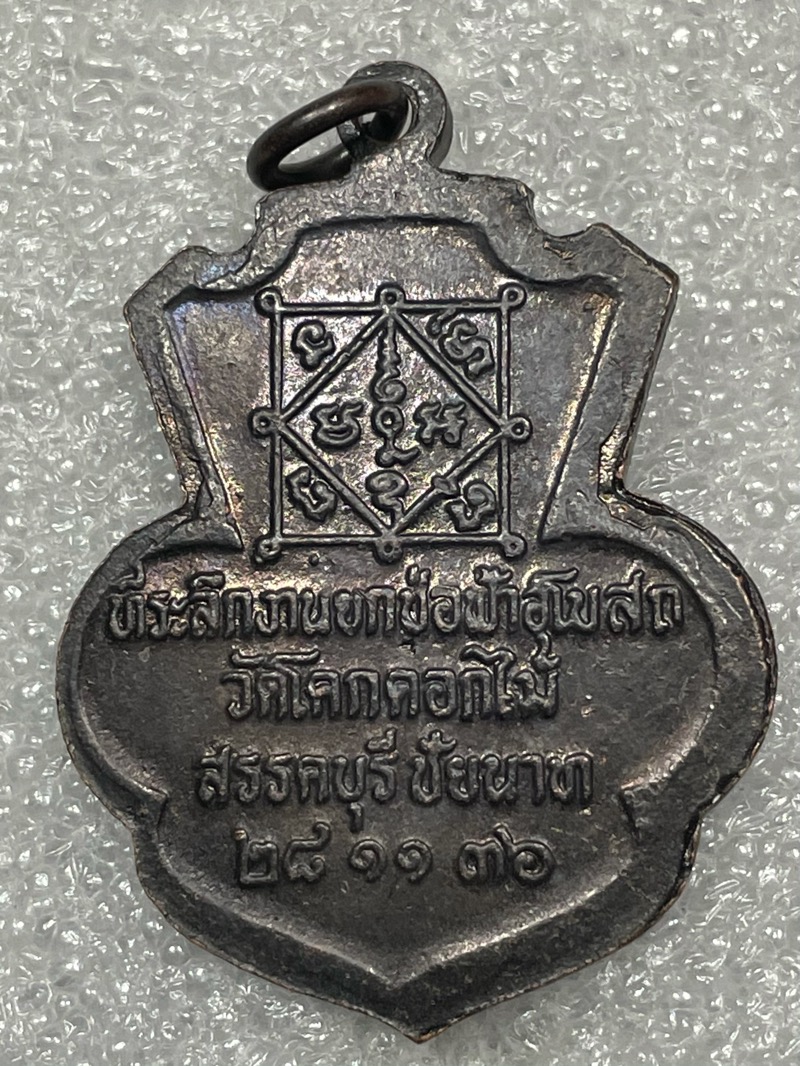 ที่ระลึกงานยกช่อฟ้าอุโบสถ
วัดโคกดอกไม้
สรรคบุรี ชัยนาท
๒๘ ๑๑ ๓๖